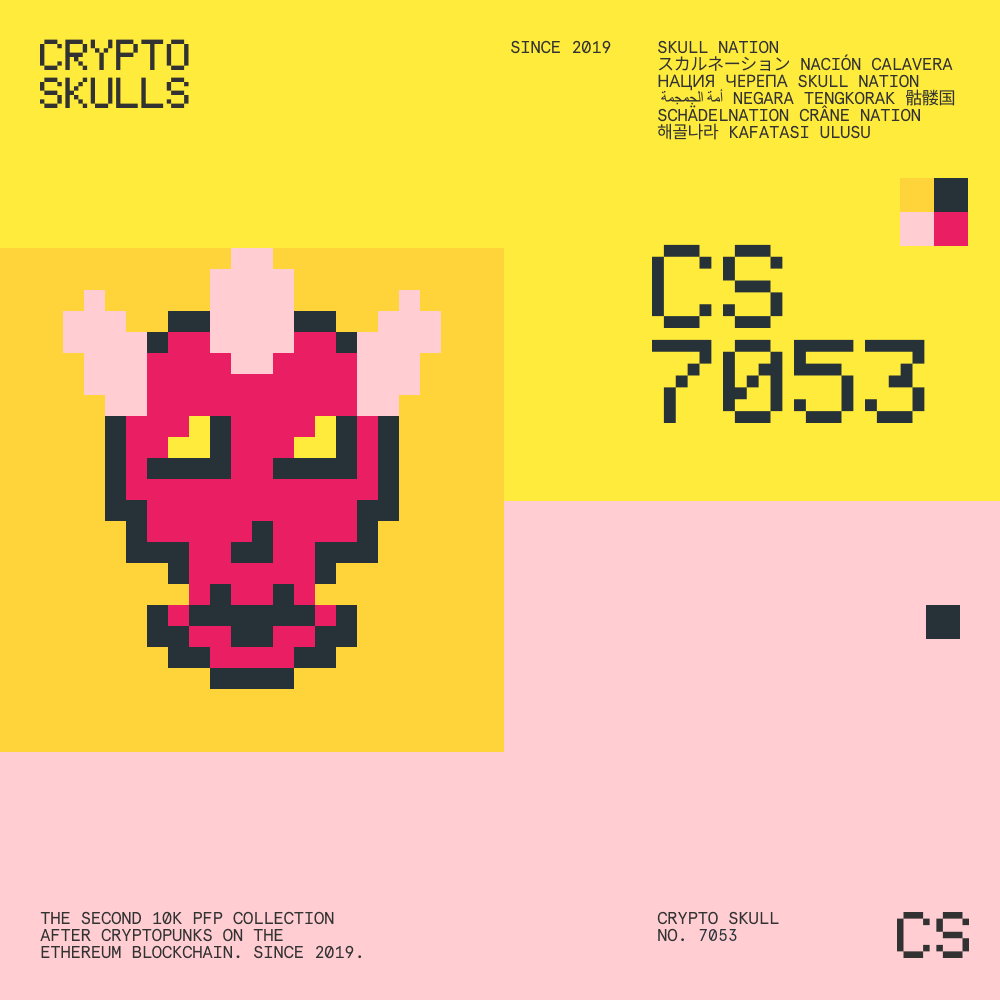 CRYPTO
SKULLS
SINCE 2019
SKULL NATION
スカルネーション NACIÓN CALAVERA
НАЦИЯ ЧЕРЕПА SKULL NATION
أمة الجمجمة NEGARA TENGKORAK 骷髅国
SCHÄDELNATION CRÂNE NATION
해골나라 KAFATASI ULUSU
CS
7053
THE SECOND 10K PFP COLLECTION
AFTER CRYPTOPUNKS ON THE
ETHEREUM BLOCKCHAIN. SINCE 2019.
CRYPTO SKULL
NO. 7053
CS